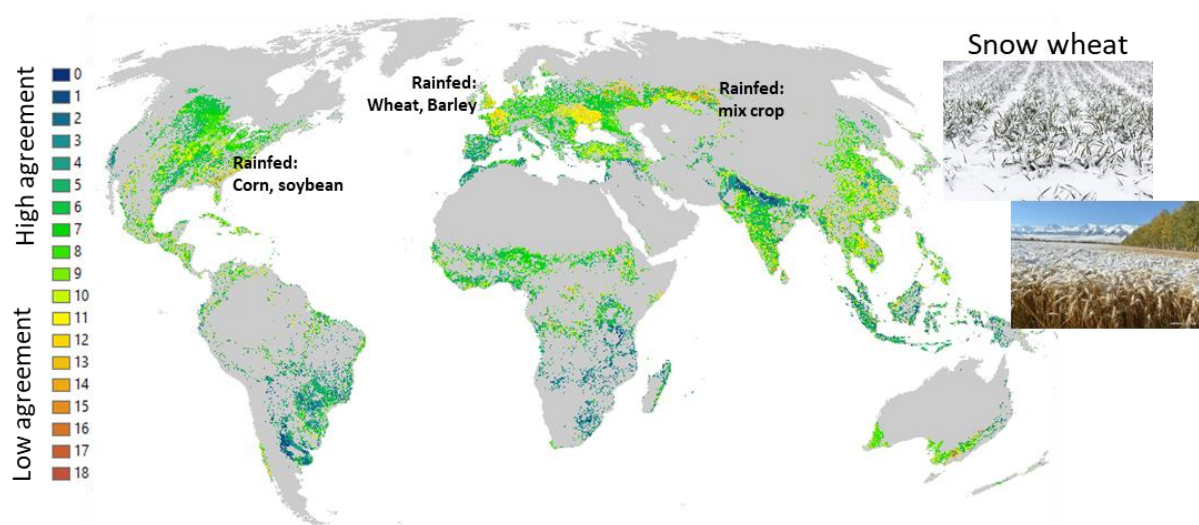 Snow wheat
High agreement
Low agreement
0
1
2
3
4
5
6
7
8
9
10
11
12
13
14
15
16
17
18
Rainfed:
Wheat, Barley
Rainfed:
mix crop
Rainfed:
Corn, soybean